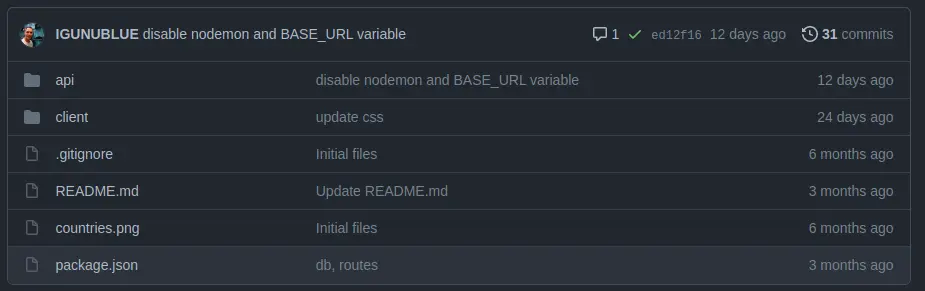 IGUNUBLUE disable nodemon and BASE_URL variable 1 ed12f16 12 days ago 31 commits
api disable nodemon and BASE_URL variable 12 days ago
client update css 24 days ago
.gitignore Initial files 6 months ago
README.md Update README.md 3 months ago
countries.png Initial files 6 months ago
package.json db, routes 3 months ago